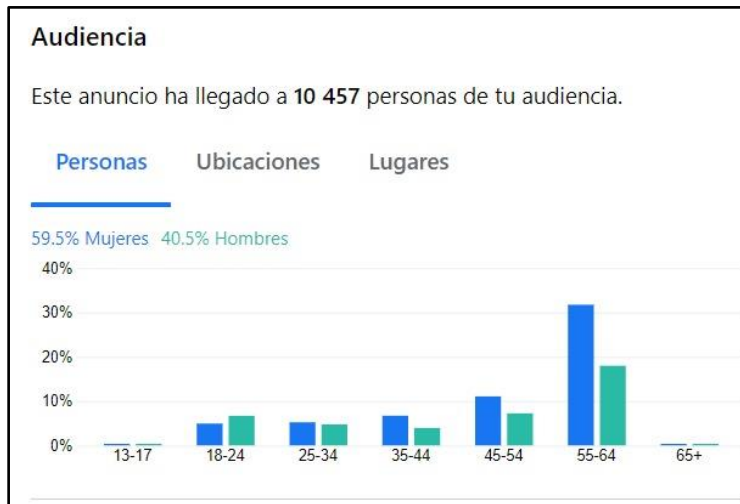 Audiencia
Este anuncio ha llegado a 10 457 personas de tu audiencia.
Personas Ubicaciones Lugares
59.5% Mujeres 40.5% Hombres
40%
30%
20%
10%
0%
13-17 18-24 25-34 35-44 45-54 55-64 65+